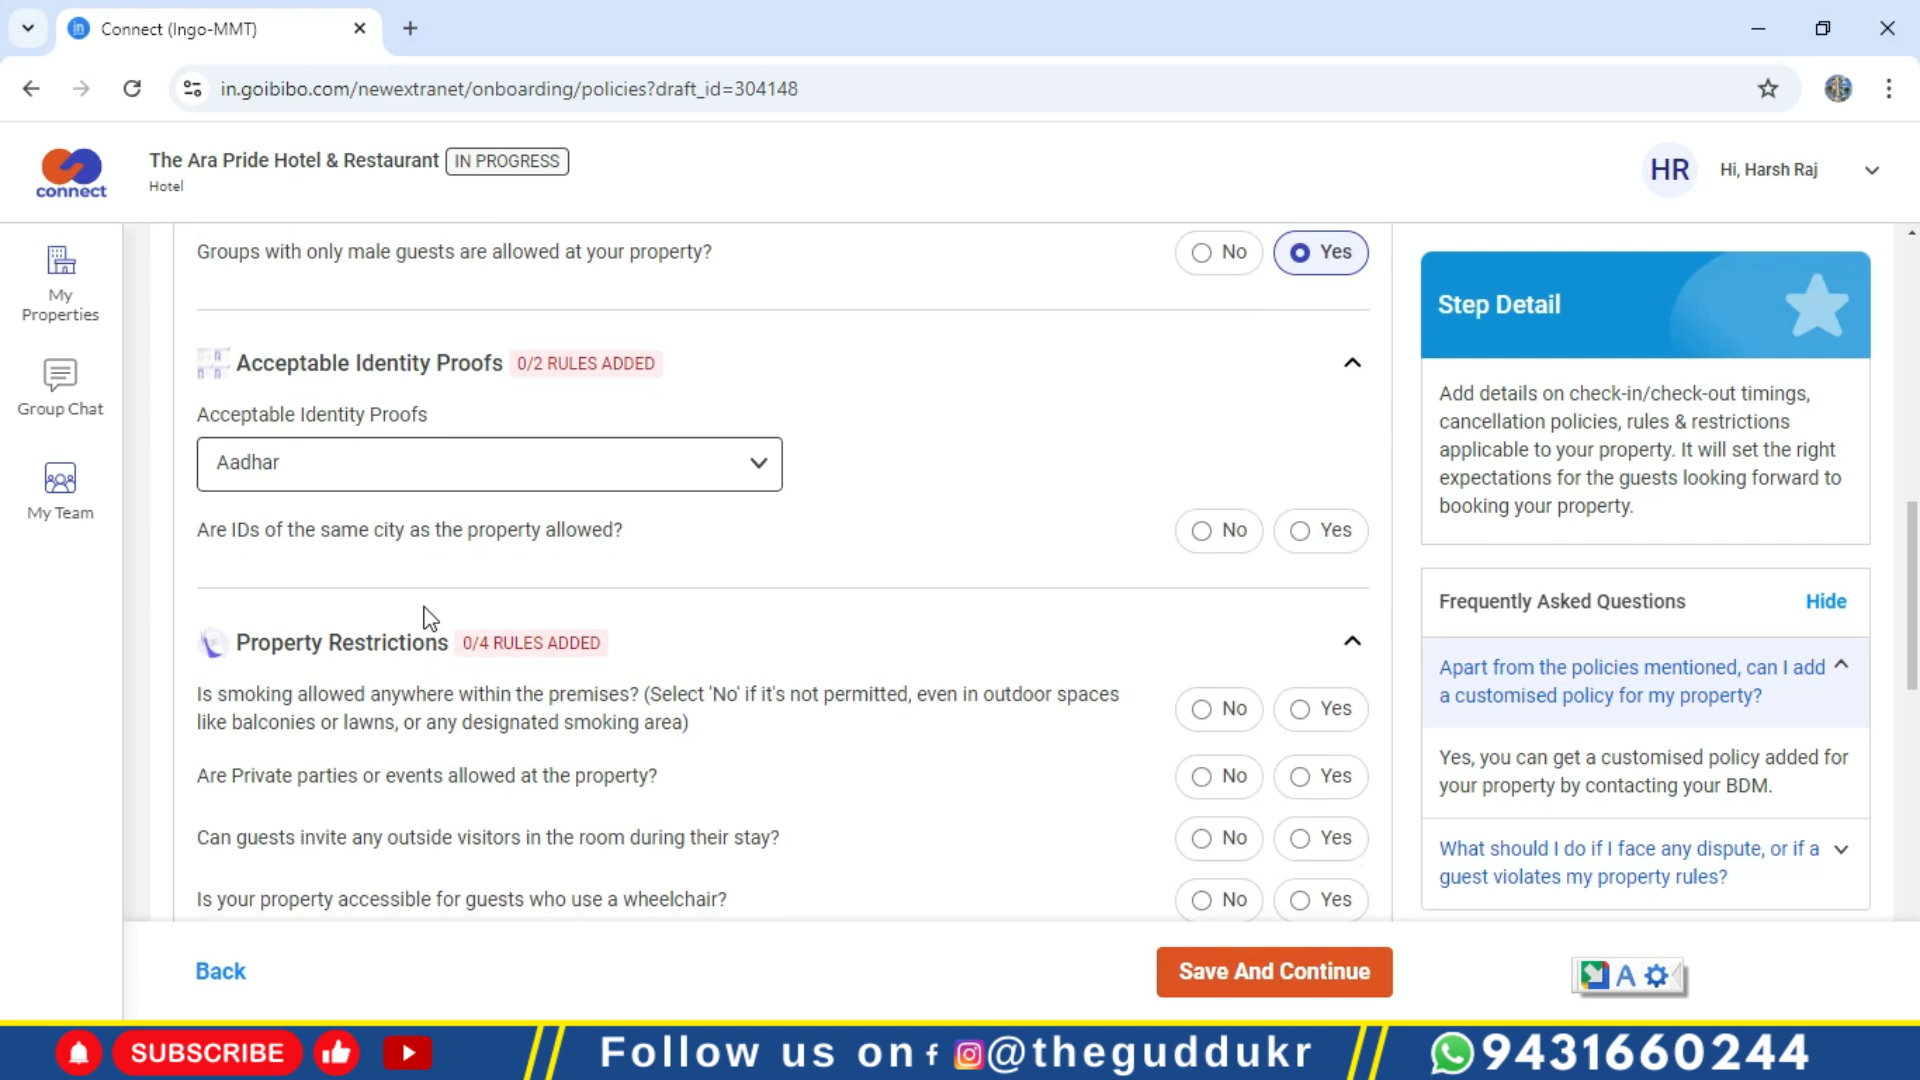 Connect (Ingo-MMT)
in.goibibo.com/newextranet/onboarding/policies?draft_id=304148
connect
The Ara Pride Hotel & Restaurant IN PROGRESS
Hotel
HR Hi, Harsh Raj
My Properties
Group Chat
My Team
Groups with only male guests are allowed at your property? No Yes
Acceptable Identity Proofs 0/2 RULES ADDED
Acceptable Identity Proofs
Aadhar
Are IDs of the same city as the property allowed? No Yes
Property Restrictions 0/4 RULES ADDED
Is smoking allowed anywhere within the premises? (Select 'No' if it's not permitted, even in outdoor spaces
like balconies or lawns, or any designated smoking area) No Yes
Are Private parties or events allowed at the property? No Yes
Can guests invite any outside visitors in the room during their stay? No Yes
Is your property accessible for guests who use a wheelchair? No Yes
Back
Save And Continue
Step Detail
Add details on check-in/check-out timings,
cancellation policies, rules & restrictions
applicable to your property. It will set the right
expectations for the guests looking forward to
booking your property.
Frequently Asked Questions Hide
Apart from the policies mentioned, can I add
a customised policy for my property?
Yes, you can get a customised policy added for
your property by contacting your BDM.
What should I do if I face any dispute, or if a
guest violates my property rules?
A
SUBSCRIBE
Follow us on @theguddukr
9431660244